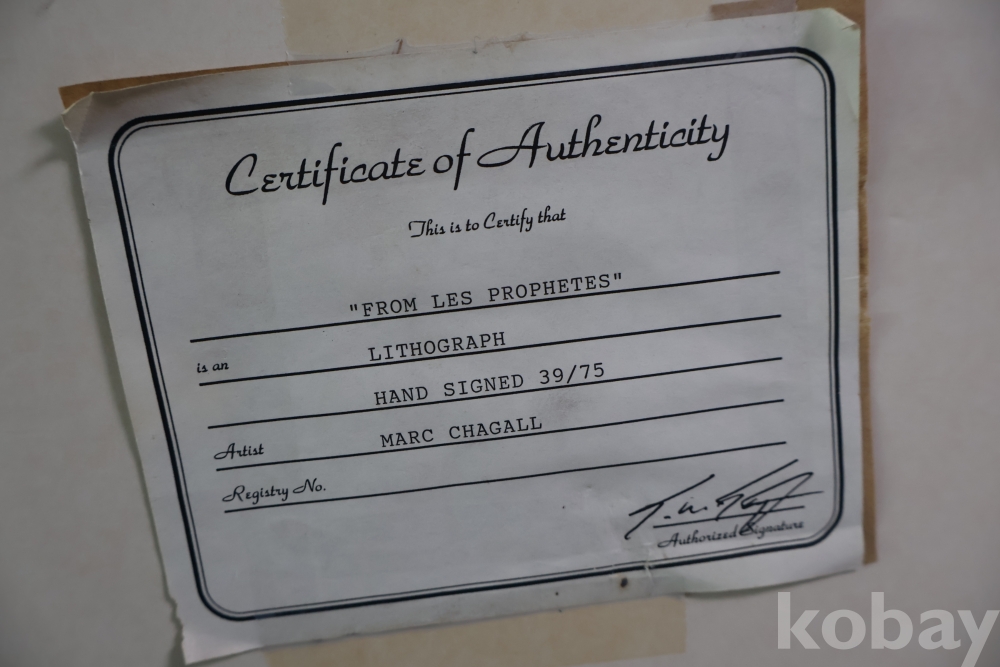 Certificate of Authenticity
This is to Certify that
"FROM LES PROPHETES"
is an LITHOGRAPH
HAND SIGNED 39/75
Artist MARC CHAGALL
Registry No.
Authorized Signature
kobay